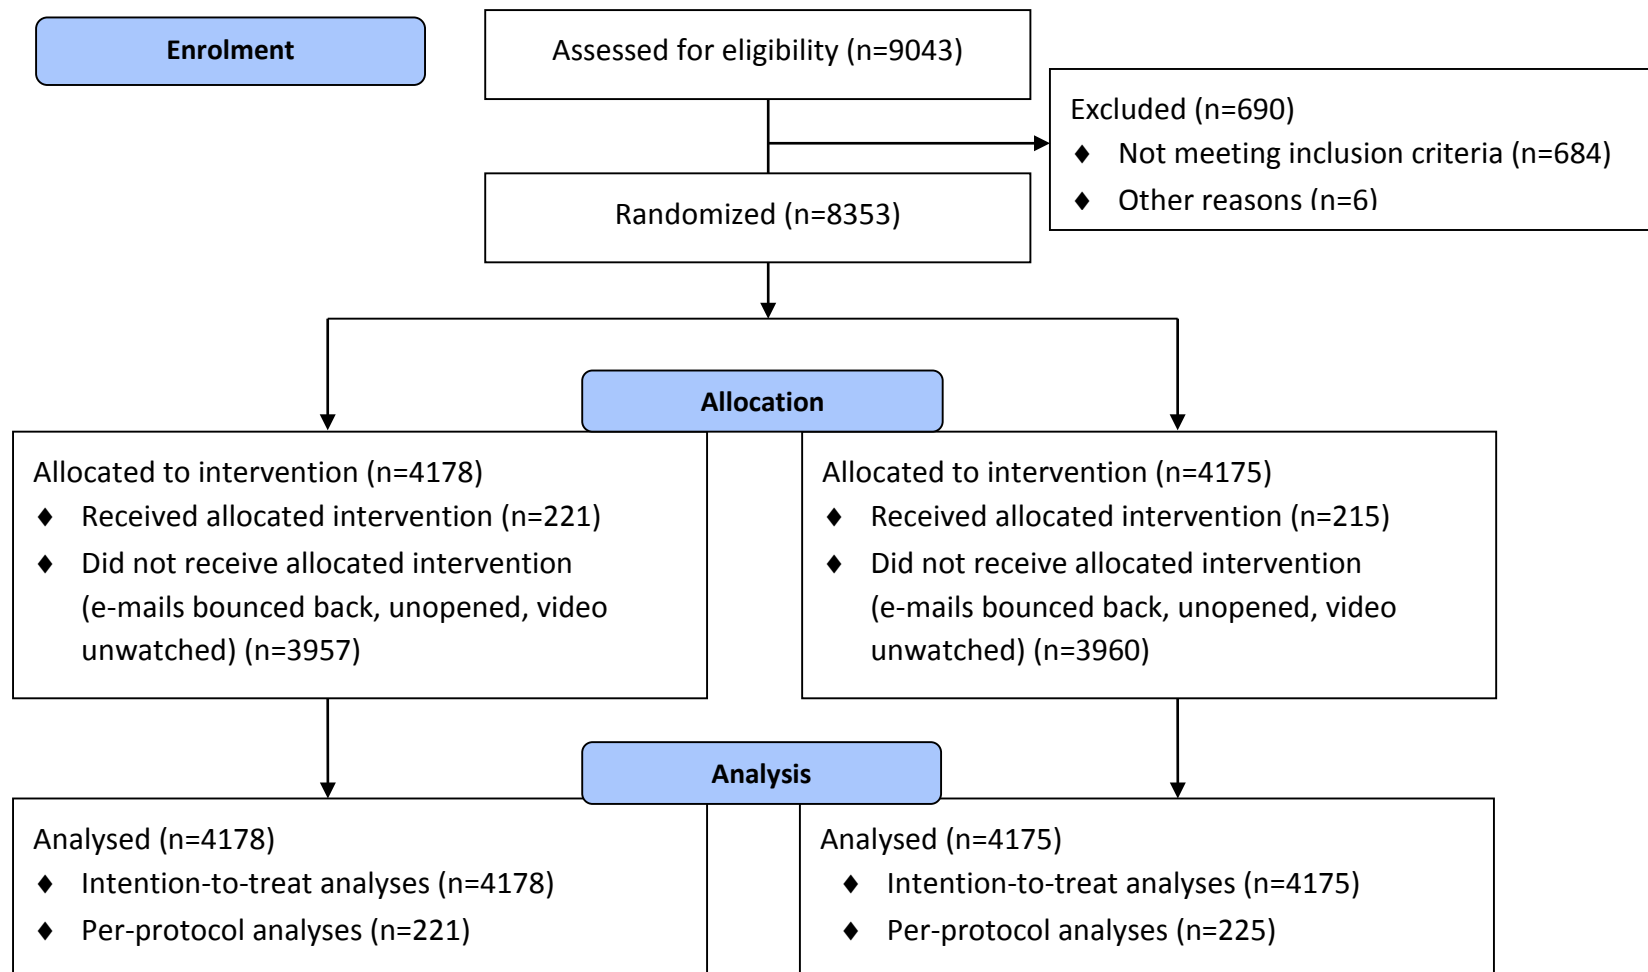 Enrolment
Assessed for eligibility (n=9043)
Excluded (n=690)
♦ Not meeting inclusion criteria (n=684)
♦ Other reasons (n=6)
Randomized (n=8353)
Allocation
Allocated to intervention (n=4178)
♦ Received allocated intervention (n=221)
♦ Did not receive allocated intervention
(e-mails bounced back, unopened, video
unwatched) (n=3957)
Allocated to intervention (n=4175)
♦ Received allocated intervention (n=215)
♦ Did not receive allocated intervention
(e-mails bounced back, unopened, video
unwatched) (n=3960)
Analysis
Analysed (n=4178)
♦ Intention-to-treat analyses (n=4178)
♦ Per-protocol analyses (n=221)
Analysed (n=4175)
♦ Intention-to-treat analyses (n=4175)
♦ Per-protocol analyses (n=225)